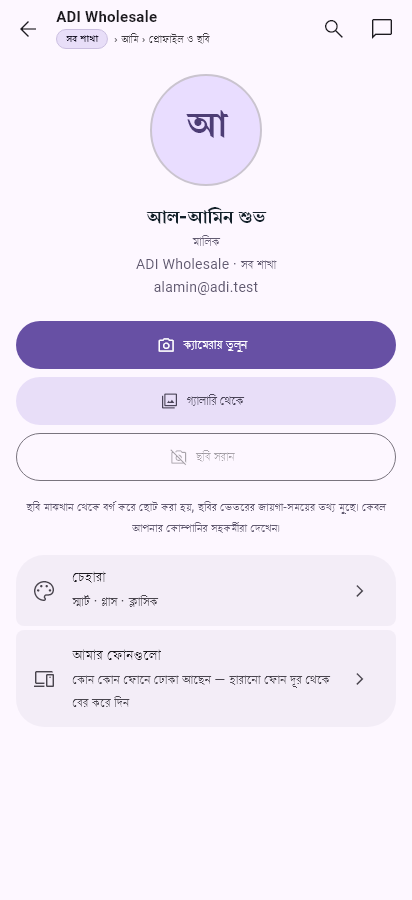 ADI Wholesale
সব শাখা › আমি › প্রোফাইল ও ছবি
আ
আল-আমিন শুভ
মালিক
ADI Wholesale · সব শাখা
alamin@adi.test
ক্যামেরায় তুলুন
গ্যালারি থেকে
ছবি সরান
ছবি মাঝখান থেকে বর্গ করে ছোট করা হয়, ছবির ভেতরের জায়গা-সময়ের তথ্য মুছে। কেবল
আপনার কোম্পানির সহকর্মীরা দেখেন।
চেহারা
স্মার্ট · গ্লাস · ক্লাসিক
আমার ফোনগুলো
কোন কোন ফোনে ঢোকা আছেন — হারানো ফোন দূর থেকে
বের করে দিন